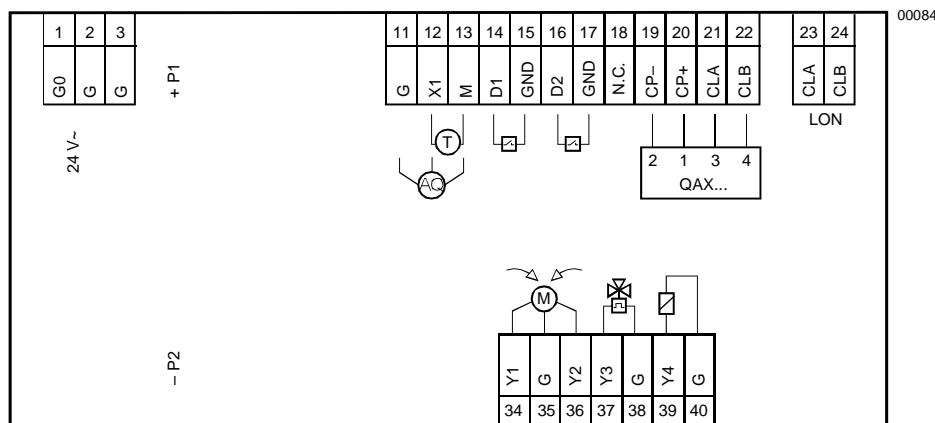 00084
1 2 3 11 12 13 14 15 16 17 18 19 20 21 22 23 24
G0 G G + P1 G X1 M D1 GND D2 GND N.C. CP– CP+ CLA CLB CLA CLB
LON
24 V~
T
2 1 3 4
AQ
QAX...
M
– P2
Y1 G Y2 Y3 G Y4 G
34 35 36 37 38 39 40